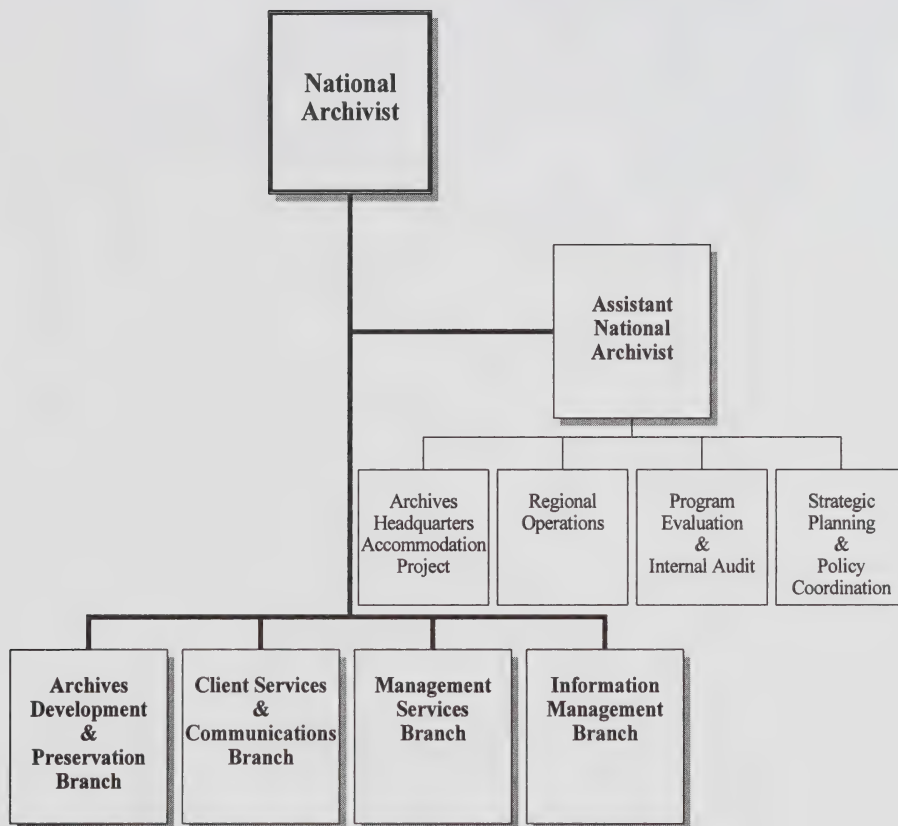 National
Archivist
Assistant
National
Archivist
Archives
Headquarters
Accommodation
Project
Regional
Operations
Program
Evaluation
&
Internal Audit
Strategic
Planning
&
Policy
Coordination
Archives
Development
&
Preservation
Branch
Client Services
&
Communications
Branch
Management
Services
Branch
Information
Management
Branch